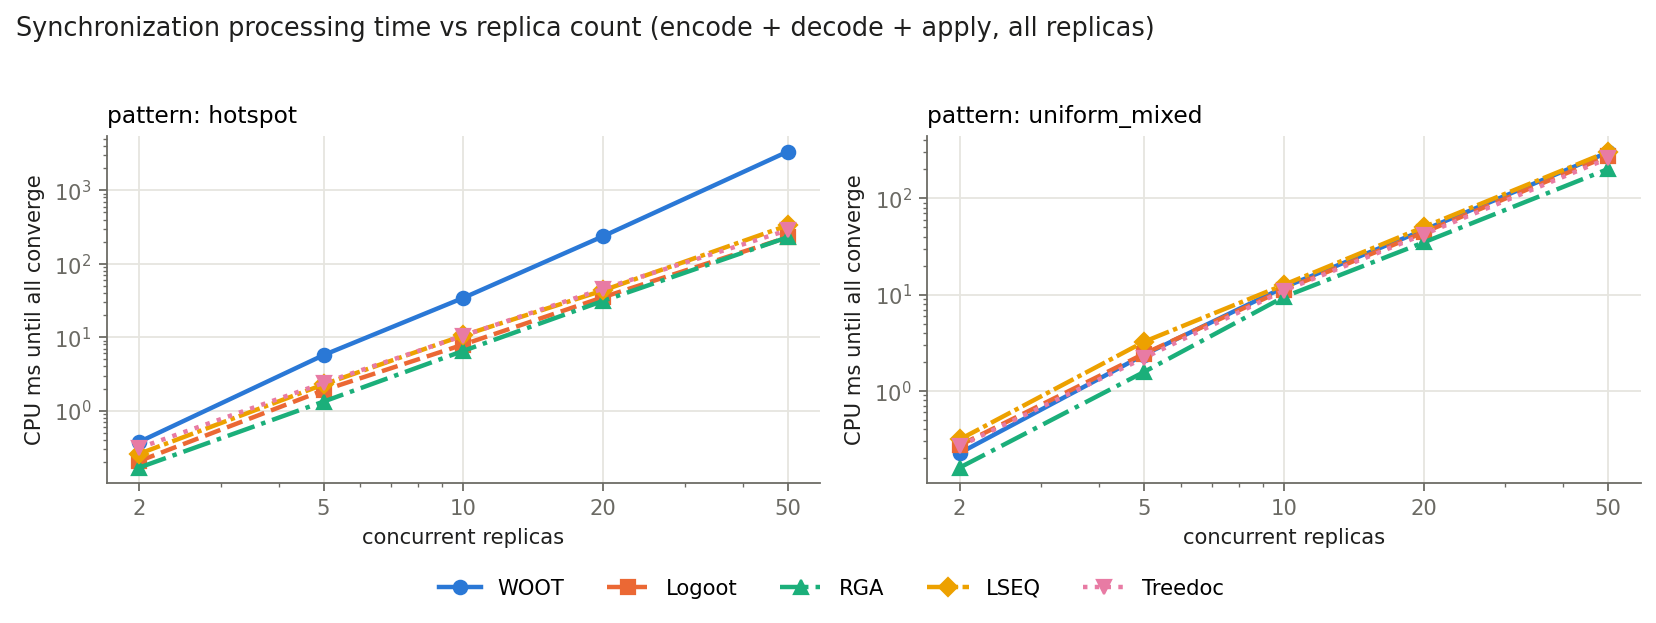 Synchronization processing time vs replica count (encode + decode + apply, all replicas)
pattern: hotspot
CPU ms until all converge
10³
10²
10¹
10⁰
2 5 10 20 50
concurrent replicas
pattern: uniform_mixed
CPU ms until all converge
10²
10¹
10⁰
2 5 10 20 50
concurrent replicas
WOOT Logoot RGA LSEQ Treedoc